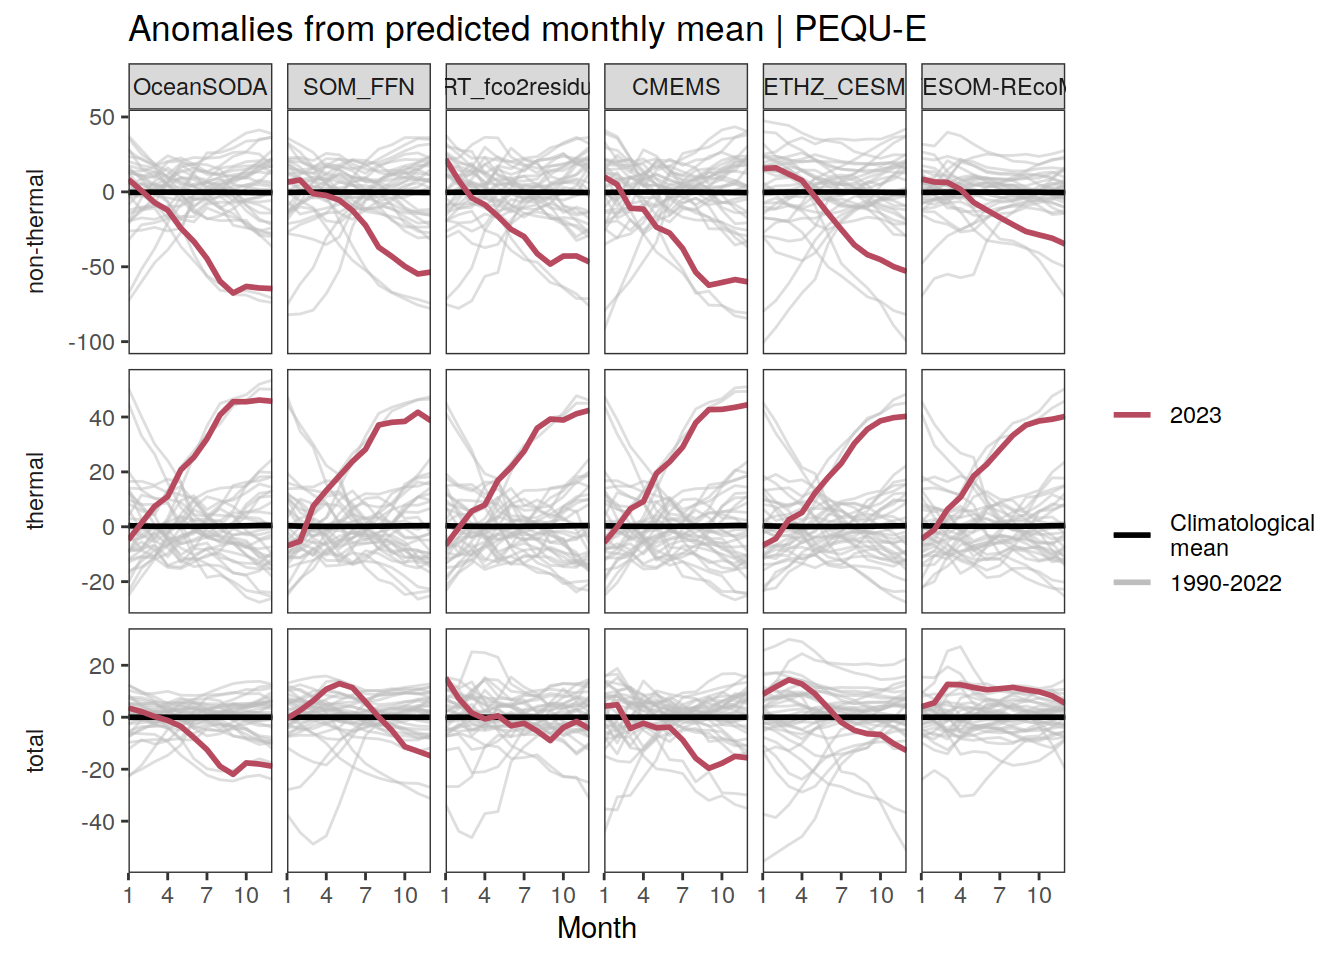 Anomalies from predicted monthly mean | PEQU-E
OceanSODA SOM_FFN RT_fco2residu CMEMS ETHZ_CESM ESOM-REcoM
non-thermal
50
0
-50
-100
thermal
40
20
0
-20
total
20
0
-20
-40
1 4 7 10 1 4 7 10 1 4 7 10 1 4 7 10 1 4 7 10 1 4 7 10
Month
2023
Climatological
mean
1990-2022